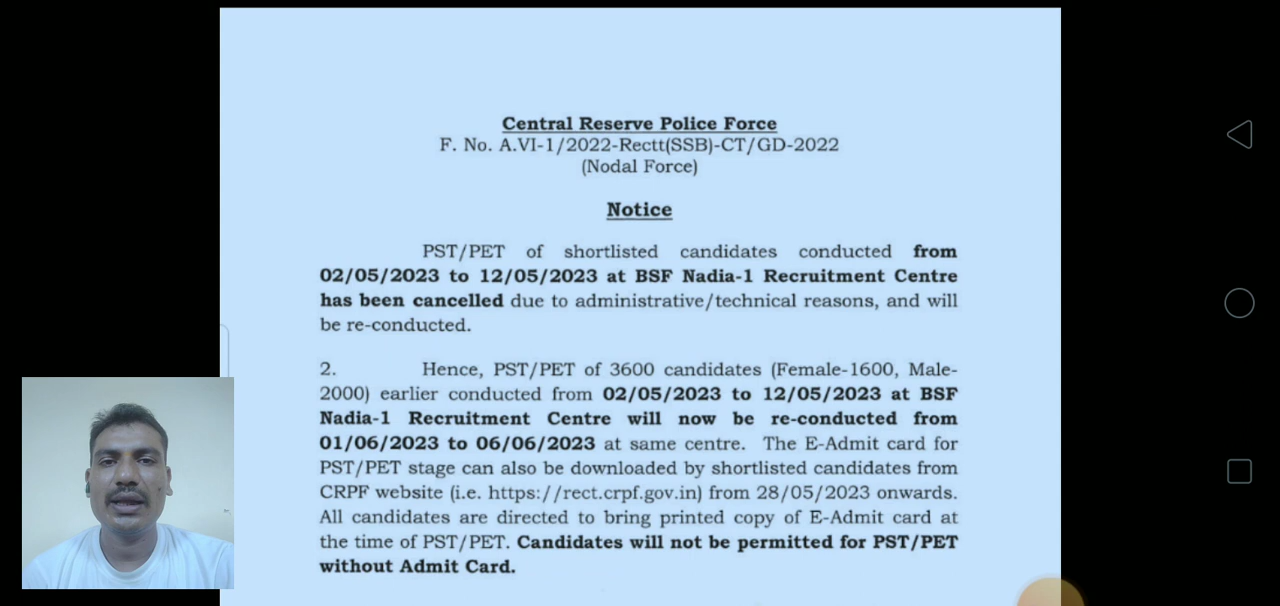 Central Reserve Police Force
F. No. A.VI-1/2022-Rectt(SSB)-CT/GD-2022
(Nodal Force)
Notice
PST/PET of shortlisted candidates conducted from
02/05/2023 to 12/05/2023 at BSF Nadia-1 Recruitment Centre
has been cancelled due to administrative/technical reasons, and will
be re-conducted.
2. Hence, PST/PET of 3600 candidates (Female-1600, Male-
2000) earlier conducted from 02/05/2023 to 12/05/2023 at BSF
Nadia-1 Recruitment Centre will now be re-conducted from
01/06/2023 to 06/06/2023 at same centre. The E-Admit card for
PST/PET stage can also be downloaded by shortlisted candidates from
CRPF website (i.e. https://rect.crpf.gov.in) from 28/05/2023 onwards.
All candidates are directed to bring printed copy of E-Admit card at
the time of PST/PET. Candidates will not be permitted for PST/PET
without Admit Card.